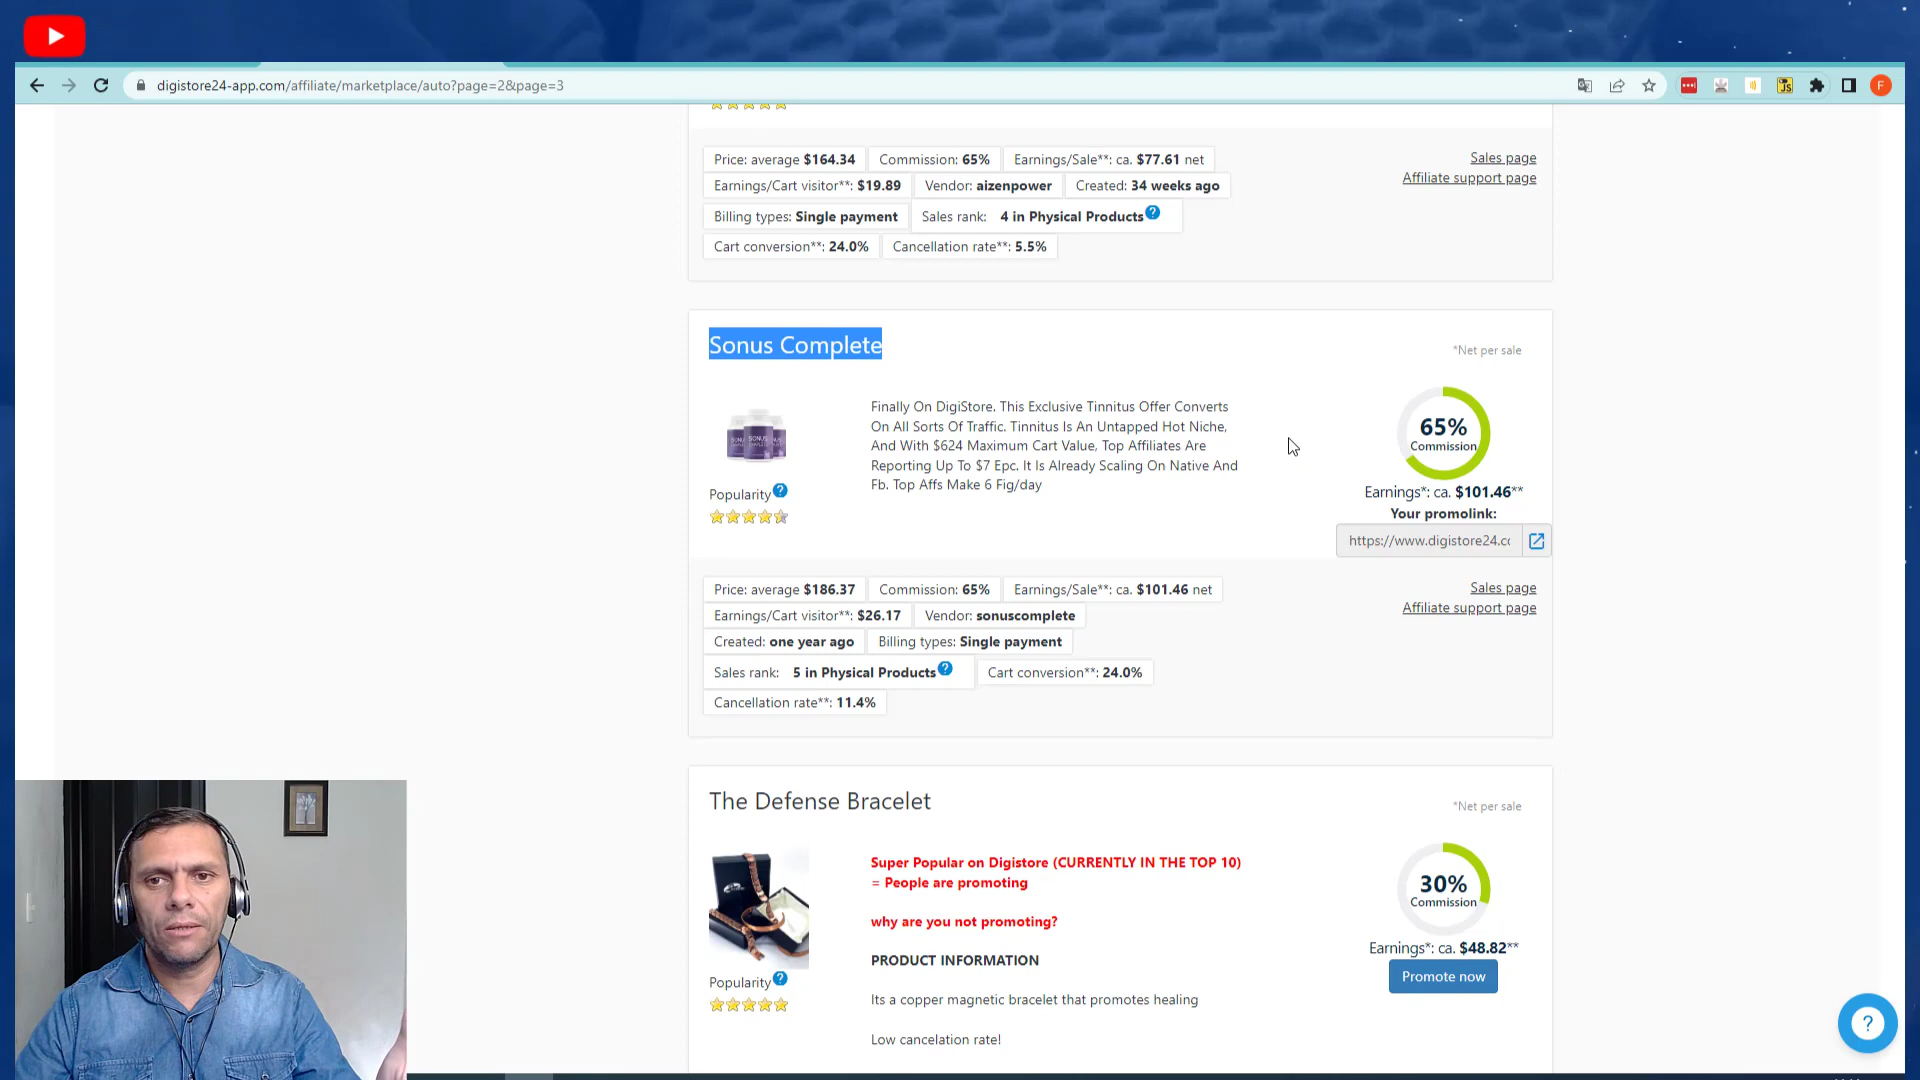 digistore24-app.com/affiliate/marketplace/auto?page=2&page=3
JS
F
Price: average $164.34
Commission: 65%
Earnings/Sale**: ca. $77.61 net
Sales page
Affiliate support page
Earnings/Cart visitor**: $19.89
Vendor: aizenpower
Created: 34 weeks ago
Billing types: Single payment
Sales rank: 4 in Physical Products ?
Cart conversion**: 24.0%
Cancellation rate**: 5.5%
Sonus Complete
*Net per sale
Finally On DigiStore. This Exclusive Tinnitus Offer Converts
On All Sorts Of Traffic. Tinnitus Is An Untapped Hot Niche,
And With $624 Maximum Cart Value, Top Affiliates Are
Reporting Up To $7 Epc. It Is Already Scaling On Native And
Fb. Top Affs Make 6 Fig/day
SONUS
Popularity ?
65%
Commission
Earnings*: ca. $101.46**
Your promolink:
https://www.digistore24.cc
Price: average $186.37
Commission: 65%
Earnings/Sale**: ca. $101.46 net
Sales page
Affiliate support page
Earnings/Cart visitor**: $26.17
Vendor: sonuscomplete
Created: one year ago
Billing types: Single payment
Sales rank: 5 in Physical Products ?
Cart conversion**: 24.0%
Cancellation rate**: 11.4%
The Defense Bracelet
*Net per sale
Super Popular on Digistore (CURRENTLY IN THE TOP 10)
= People are promoting
why are you not promoting?
PRODUCT INFORMATION
Its a copper magnetic bracelet that promotes healing
Low cancelation rate!
Popularity ?
30%
Commission
Earnings*: ca. $48.82**
Promote now
?